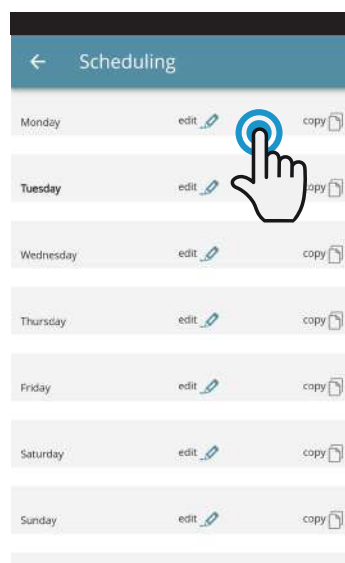 Scheduling
Monday edit copy
Tuesday edit copy
Wednesday edit copy
Thursday edit copy
Friday edit copy
Saturday edit copy
Sunday edit copy